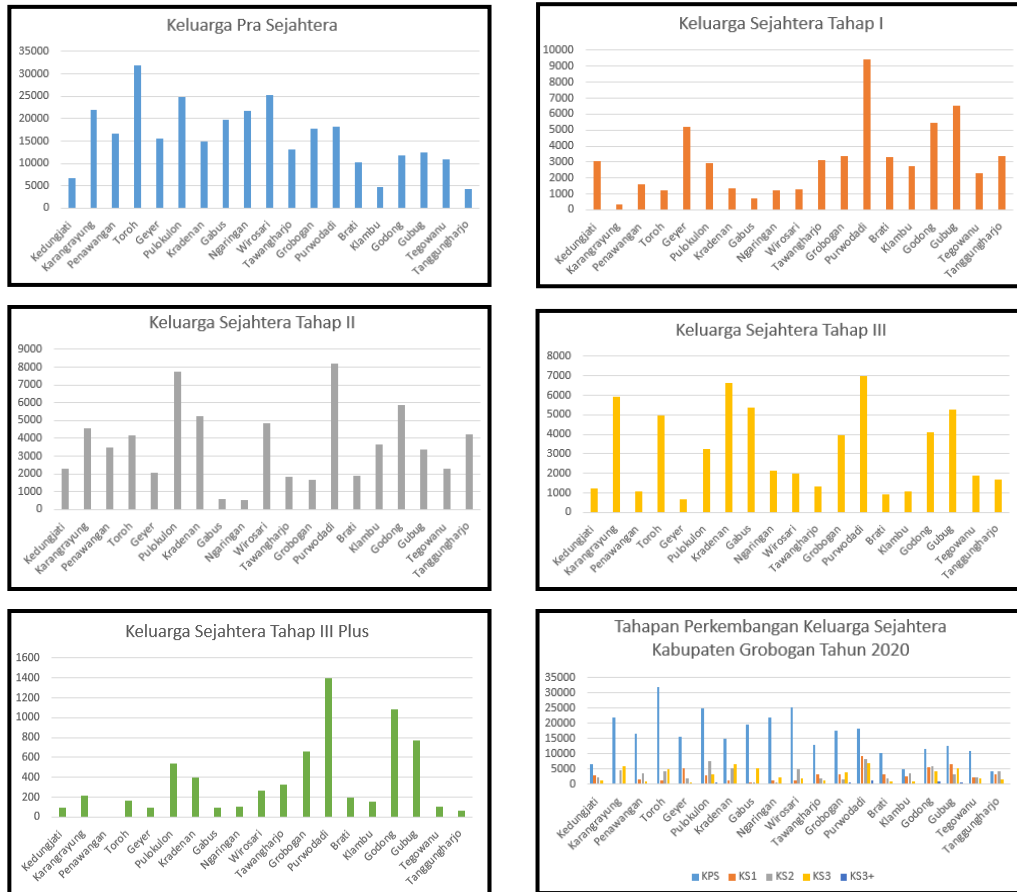 Keluarga Pra Sejahtera
35000
30000
25000
20000
15000
10000
5000
0
Kedungjati
Karangrayung
Penawangan
Toroh
Geyer
Pulokulon
Kradenan
Gabus
Ngaringan
Wirosari
Tawangharjo
Grobogan
Purwodadi
Brati
Klambu
Godong
Gubug
Tegowanu
Tanggungharjo
Keluarga Sejahtera Tahap I
10000
9000
8000
7000
6000
5000
4000
3000
2000
1000
0
Kedungjati
Karangrayung
Penawangan
Toroh
Geyer
Pulokulon
Kradenan
Gabus
Ngaringan
Wirosari
Tawangharjo
Grobogan
Purwodadi
Brati
Klambu
Godong
Gubug
Tegowanu
Tanggungharjo
Keluarga Sejahtera Tahap II
9000
8000
7000
6000
5000
4000
3000
2000
1000
0
Kedungjati
Karangrayung
Penawangan
Toroh
Geyer
Pulokulon
Kradenan
Gabus
Ngaringan
Wirosari
Tawangharjo
Grobogan
Purwodadi
Brati
Klambu
Godong
Gubug
Tegowanu
Tanggungharjo
Keluarga Sejahtera Tahap III
8000
7000
6000
5000
4000
3000
2000
1000
0
Kedungjati
Karangrayung
Penawangan
Toroh
Geyer
Pulokulon
Kradenan
Gabus
Ngaringan
Wirosari
Tawangharjo
Grobogan
Purwodadi
Brati
Klambu
Godong
Gubug
Tegowanu
Tanggungharjo
Keluarga Sejahtera Tahap III Plus
1600
1400
1200
1000
800
600
400
200
0
Kedungjati
Karangrayung
Penawangan
Toroh
Geyer
Pulokulon
Kradenan
Gabus
Ngaringan
Wirosari
Tawangharjo
Grobogan
Purwodadi
Brati
Klambu
Godong
Gubug
Tegowanu
Tanggungharjo
Tahapan Perkembangan Keluarga Sejahtera
Kabupaten Grobogan Tahun 2020
35000
30000
25000
20000
15000
10000
5000
0
Kedungjati
Karangrayung
Penawangan
Toroh
Geyer
Pulokulon
Kradenan
Gabus
Ngaringan
Wirosari
Tawangharjo
Grobogan
Purwodadi
Brati
Klambu
Godong
Gubug
Tegowanu
Tanggungharjo
KPS KS1 KS2 KS3 KS3+